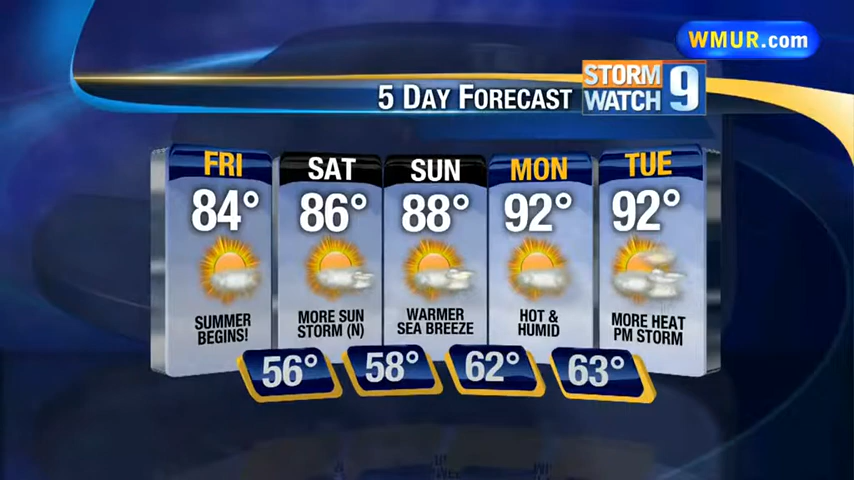 WMUR.com
5 DAY FORECAST
STORM
WATCH 9
FRI
84°
SUMMER
BEGINS!
SAT
86°
MORE SUN
STORM (N)
SUN
88°
WARMER
SEA BREEZE
MON
92°
HOT &
HUMID
TUE
92°
MORE HEAT
PM STORM
56°
58°
62°
63°